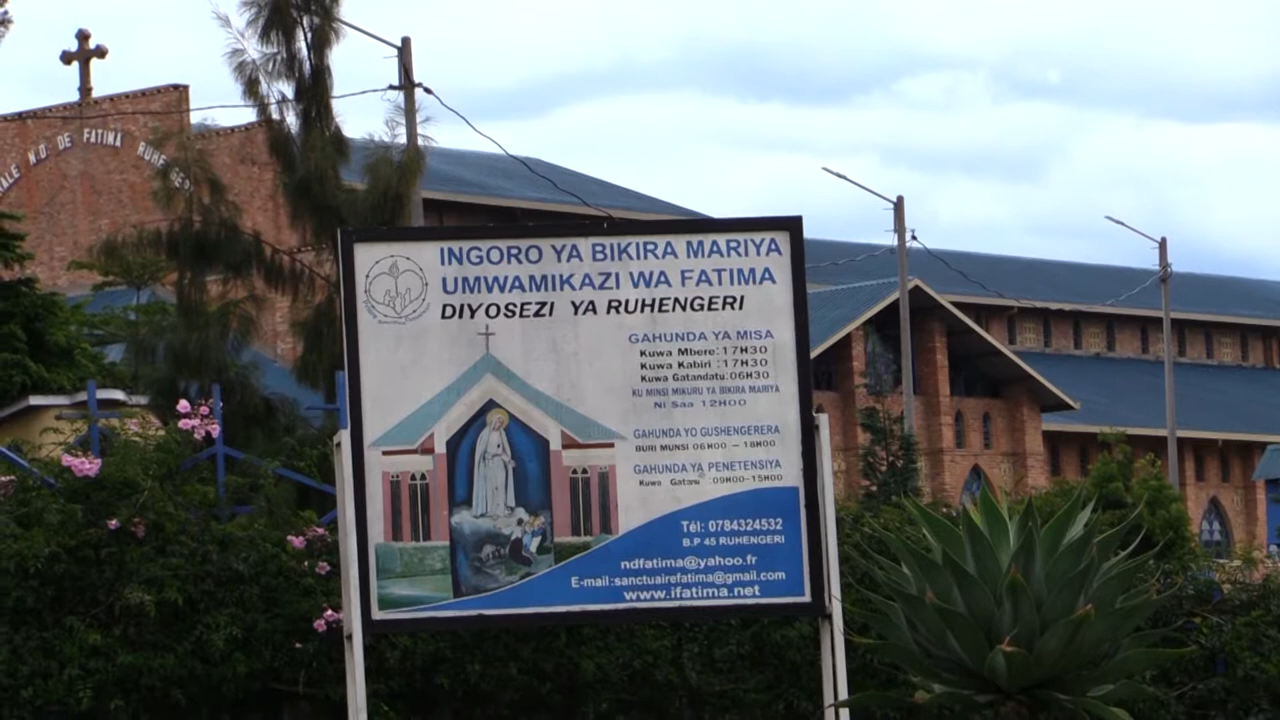 RALE N.D. DE FATIMA RUHENGERI
INGORO YA BIKIRA MARIYA
UMWAMIKAZI WA FATIMA
DIYOSEZI YA RUHENGERI
GAHUNDA YA MISA
Kuwa Mbere: 17H30
Kuwa Kabiri : 17H30
Kuwa Gatandatu: 06H30
KU MINSI MIKURU YA BIKIRA MARIYA
Ni Saa 12H00
GAHUNDA YO GUSHENGERERA
BURI MUNSI 06H00 – 18H00
GAHUNDA YA PENETENSIYA
Kuwa Gatanu :09H00-15H00
Tél: 0784324532
B.P 45 RUHENGERI
ndfatima@yahoo.fr
E-mail:sanctuairefatima@gmail.com
www.ifatima.net